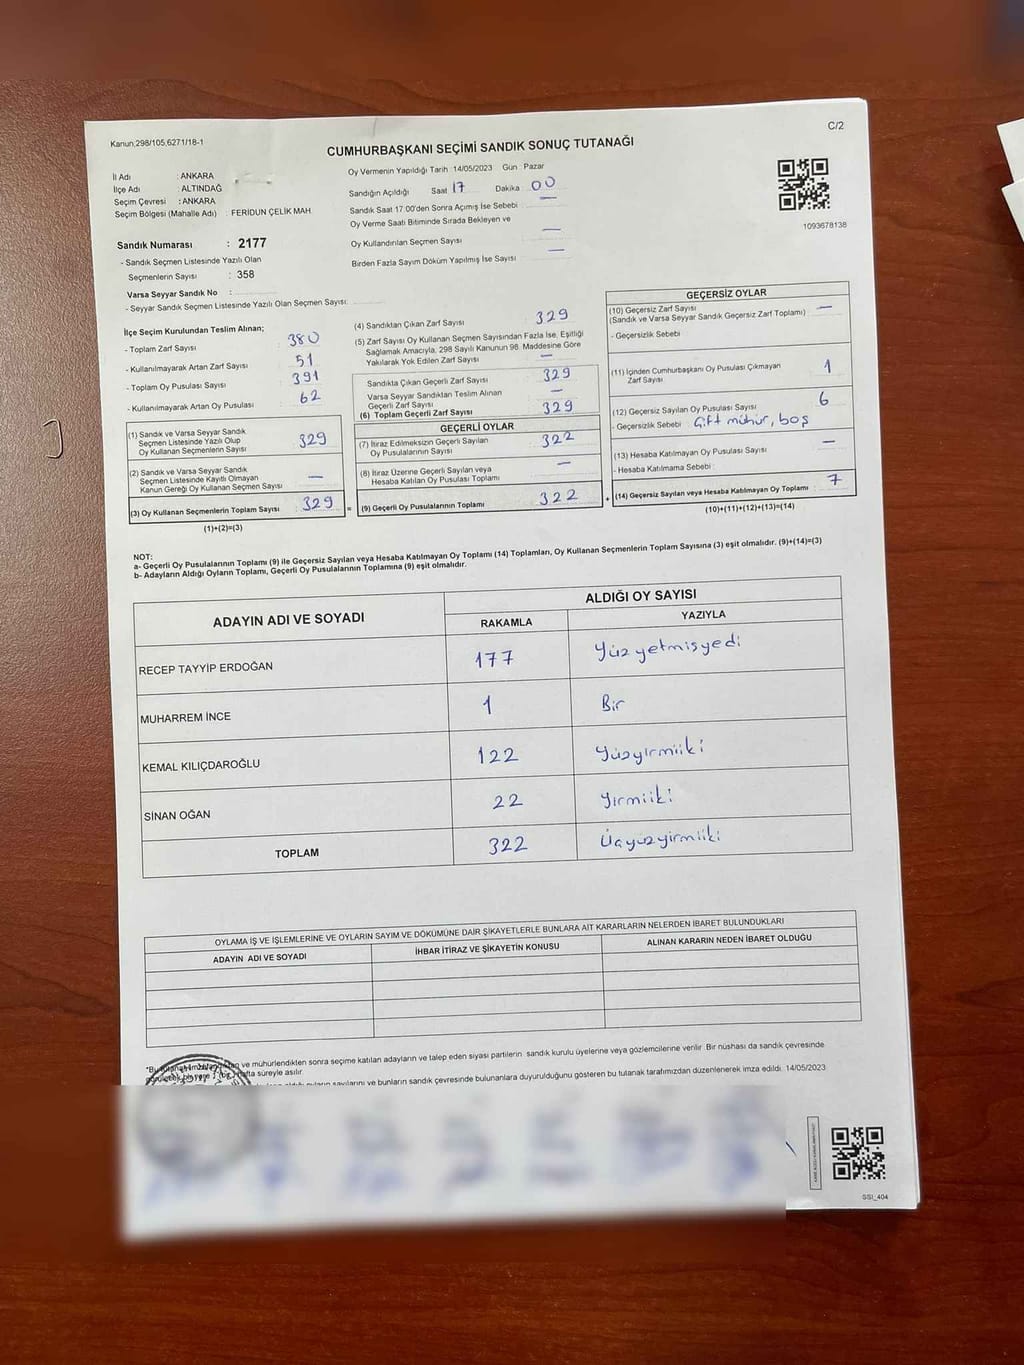 Kanun,298/105,6271/18-1
C/2
CUMHURBAŞKANI SEÇİMİ SANDIK SONUÇ TUTANAĞI
İl Adı : ANKARA
İlçe Adı : ALTINDAĞ
Seçim Çevresi : ANKARA
Seçim Bölgesi (Mahalle Adı) : FERİDUN ÇELİK MAH.
Oy Vermenin Yapıldığı Tarih :14/05/2023 Gün : Pazar
Sandığın Açıldığı Saat 17 Dakika 00
Sandık Saat 17:00'den Sonra Açımış İse Sebebi : —
Oy Verme Saati Bitiminde Sırada Bekleyen ve
Oy Kullandırılan Seçmen Sayısı —
Birden Fazla Sayım Döküm Yapılmış İse Sayısı —
1093678138
Sandık Numarası : 2177
- Sandık Seçmen Listesinde Yazılı Olan
Seçmenlerin Sayısı : 358
Varsa Seyyar Sandık No :
- Seyyar Sandık Seçmen Listesinde Yazılı Olan Seçmen Sayısı:
İlçe Seçim Kurulundan Teslim Alınan;
- Toplam Zarf Sayısı 380
- Kullanılmayarak Artan Zarf Sayısı 51
- Toplam Oy Pusulası Sayısı 391
- Kullanılmayarak Artan Oy Pusulası 62
(1) Sandık ve Varsa Seyyar Sandık
Seçmen Listesinde Yazılı Olup
Oy Kullanan Seçmenlerin Sayısı 329
(2) Sandık ve Varsa Seyyar Sandık
Seçmen Listesinde Kayıtlı Olmayan
Kanun Gereği Oy Kullanan Seçmen Sayısı —
(3) Oy Kullanan Seçmenlerin Toplam Sayısı 329
(1)+(2)=(3)
(4) Sandıktan Çıkan Zarf Sayısı 329
(5) Zarf Sayısı Oy Kullanan Seçmen Sayısından Fazla İse, Eşitliği
Sağlamak Amacıyla, 298 Sayılı Kanunun 98. Maddesine Göre
Yakılarak Yok Edilen Zarf Sayısı —
Sandıkta Çıkan Geçerli Zarf Sayısı 329
Varsa Seyyar Sandıktan Teslim Alınan
Geçerli Zarf Sayısı —
(6) Toplam Geçerli Zarf Sayısı 329
GEÇERLİ OYLAR
(7) İtiraz Edilmeksizin Geçerli Sayılan
Oy Pusulalarının Sayısı 322
(8) İtiraz Üzerine Geçerli Sayılan veya
Hesaba Katılan Oy Pusulası Toplamı —
= (9) Geçerli Oy Pusulalarının Toplamı 322
GEÇERSİZ OYLAR
(10) Geçersiz Zarf Sayısı —
(Sandık ve Varsa Seyyar Sandık Geçersiz Zarf Toplamı)
- Geçersizlik Sebebi
(11) İçinden Cumhurbaşkanı Oy Pusulası Çıkmayan
Zarf Sayısı 1
(12) Geçersiz Sayılan Oy Pusulası Sayısı 6
- Geçersizlik Sebebi Çift mühür, boş
(13) Hesaba Katılmayan Oy Pusulası Sayısı —
- Hesaba Katılmama Sebebi
+ (14) Geçersiz Sayılan veya Hesaba Katılmayan Oy Toplamı 7
(10)+(11)+(12)+(13)=(14)
NOT:
a- Geçerli Oy Pusulalarının Toplamı (9) ile Geçersiz Sayılan veya Hesaba Katılmayan Oy Toplamı (14) Toplamları, Oy Kullanan Seçmenlerin Toplam Sayısına (3) eşit olmalıdır. (9)+(14)=(3)
b- Adayların Aldığı Oyların Toplamı, Geçerli Oy Pusulalarının Toplamına (9) eşit olmalıdır.
ADAYIN ADI VE SOYADI
ALDIĞI OY SAYISI
RAKAMLA YAZIYLA
RECEP TAYYİP ERDOĞAN 177 Yüzyetmişyedi
MUHARREM İNCE 1 Bir
KEMAL KILIÇDAROĞLU 122 Yüzyirmiiki
SİNAN OĞAN 22 Yirmiiki
TOPLAM 322 Üçyüzyirmiiki
OYLAMA İŞ VE İŞLEMLERİNE VE OYLARIN SAYIM VE DÖKÜMÜNE DAİR ŞİKAYETLERLE BUNLARA AİT KARARLARIN NELERDEN İBARET BULUNDUKLARI
ADAYIN ADI VE SOYADI İHBAR İTİRAZ VE ŞİKAYETİN KONUSU ALINAN KARARIN NEDEN İBARET OLDUĞU
ve mühürlendikten sonra seçime katılan adayların ve talep eden siyasi partilerin sandık kurulu üyelerine veya gözlemcilerine verilir. Bir nüshası da sandık çevresinde
hafta süreyle asılır.
sayılarını ve bunların sandık çevresinde bulunanlara duyurulduğunu gösteren bu tutanak tarafımızdan düzenlenerek imza edildi. 14/05/2023
SSI_404